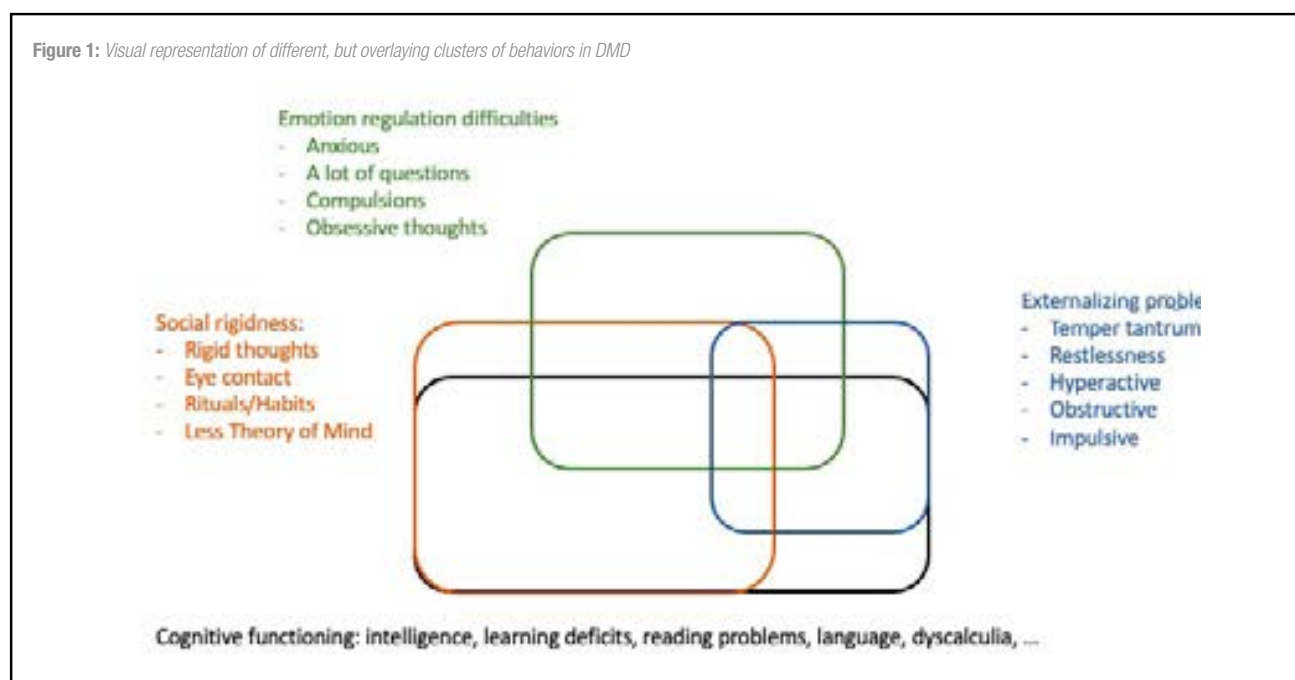 Figure 1: Visual representation of different, but overlaying clusters of behaviors in DMD
Emotion regulation difficulties
- Anxious
- A lot of questions
- Compulsions
- Obsessive thoughts
Social rigidness:
- Rigid thoughts
- Eye contact
- Rituals/Habits
- Less Theory of Mind
Externalizing proble
- Temper tantrum
- Restlessness
- Hyperactive
- Obstructive
- Impulsive
Cognitive functioning: intelligence, learning deficits, reading problems, language, dyscalculia, ...